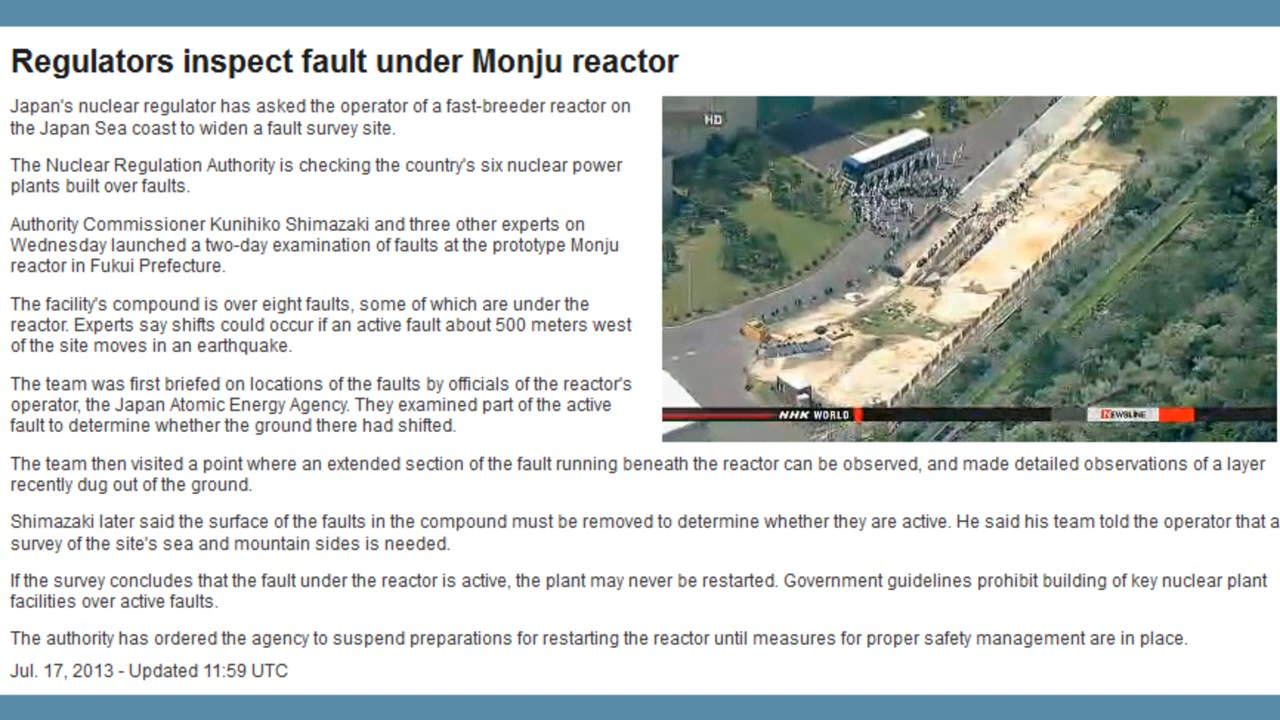 Regulators inspect fault under Monju reactor
Japan's nuclear regulator has asked the operator of a fast-breeder reactor on
the Japan Sea coast to widen a fault survey site.
The Nuclear Regulation Authority is checking the country's six nuclear power
plants built over faults.
Authority Commissioner Kunihiko Shimazaki and three other experts on
Wednesday launched a two-day examination of faults at the prototype Monju
reactor in Fukui Prefecture.
The facility's compound is over eight faults, some of which are under the
reactor. Experts say shifts could occur if an active fault about 500 meters west
of the site moves in an earthquake.
The team was first briefed on locations of the faults by officials of the reactor's
operator, the Japan Atomic Energy Agency. They examined part of the active
fault to determine whether the ground there had shifted.
HD
NHK WORLD
NEWSLINE
The team then visited a point where an extended section of the fault running beneath the reactor can be observed, and made detailed observations of a layer
recently dug out of the ground.
Shimazaki later said the surface of the faults in the compound must be removed to determine whether they are active. He said his team told the operator that a
survey of the site's sea and mountain sides is needed.
If the survey concludes that the fault under the reactor is active, the plant may never be restarted. Government guidelines prohibit building of key nuclear plant
facilities over active faults.
The authority has ordered the agency to suspend preparations for restarting the reactor until measures for proper safety management are in place.
Jul. 17, 2013 - Updated 11:59 UTC